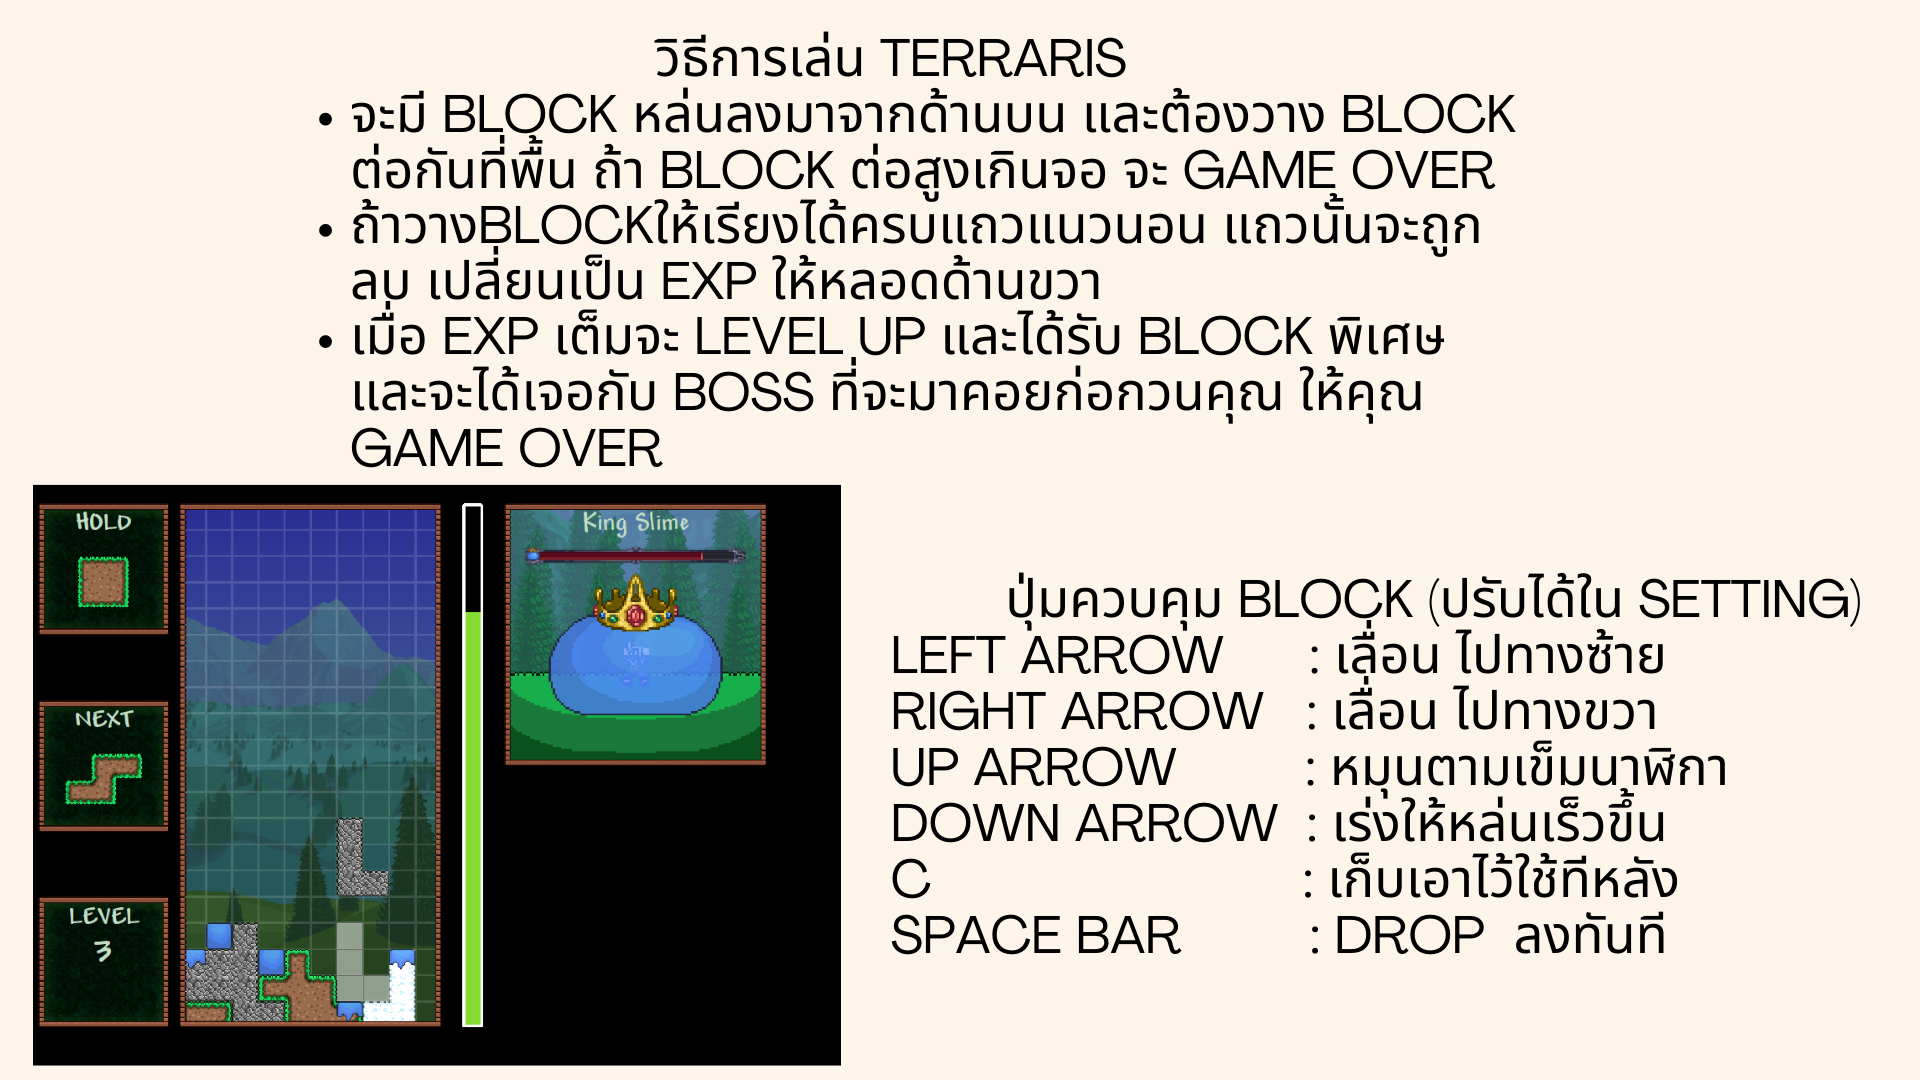 วิธีการเล่น TERRARIS
• จะมี BLOCK หล่นลงมาจากด้านบน และต้องวาง BLOCK
ต่อกันที่พื้น ถ้า BLOCK ต่อสูงเกินจอ จะ GAME OVER
• ถ้าวางBLOCKให้เรียงได้ครบแถวแนวนอน แถวนั้นจะถูก
ลบ เปลี่ยนเป็น EXP ให้หลอดด้านขวา
• เมื่อ EXP เต็มจะ LEVEL UP และได้รับ BLOCK พิเศษ
และจะได้เจอกับ BOSS ที่จะมาคอยก่อกวนคุณ ให้คุณ
GAME OVER
HOLD
NEXT
LEVEL
3
King Slime
ปุ่มควบคุม BLOCK (ปรับได้ใน SETTING)
LEFT ARROW : เลื่อน ไปทางซ้าย
RIGHT ARROW : เลื่อน ไปทางขวา
UP ARROW : หมุนตามเข็มนาฬิกา
DOWN ARROW : เร่งให้หล่นเร็วขึ้น
C : เก็บเอาไว้ใช้ทีหลัง
SPACE BAR : DROP ลงทันที